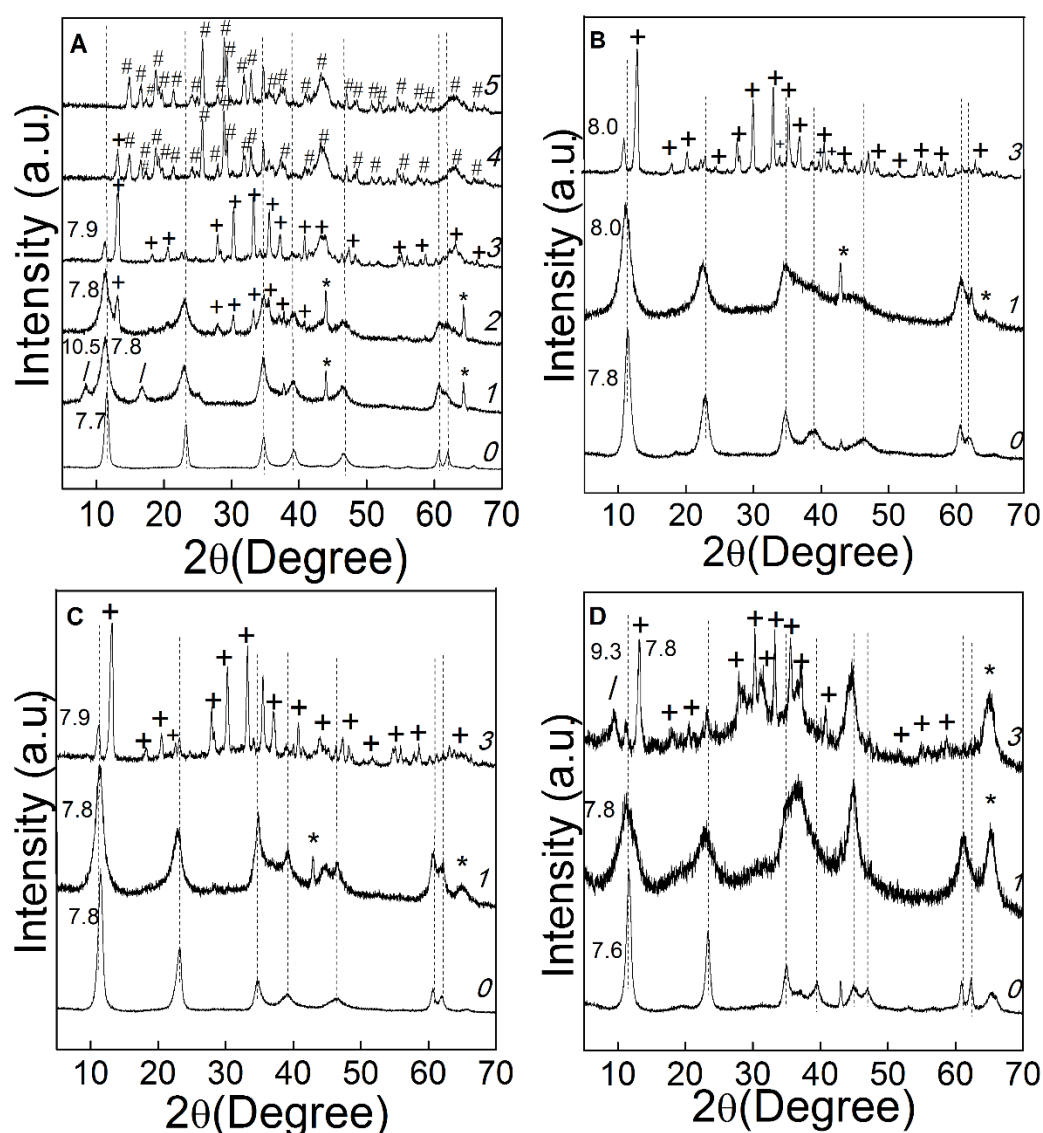 A
# # # # # # # # # # # # # # # # # # # # # # # # 5
+ # # # # # # # # # # # # # # # # # # # # # # # # 4
7.9 + + + + + + + + + + + + + + 3
7.8 + + + + + + + * * 2
10.5 7.8 * * 1
7.7 0
10 20 30 40 50 60 70
2θ(Degree)
Intensity (a.u.)
B
8.0 + + + + + + + + + + + + + + + + + + + 3
8.0 * * 1
7.8 0
10 20 30 40 50 60 70
2θ(Degree)
Intensity (a.u.)
C
7.9 + + + + + + + + + + + + + + + + 3
7.8 * * 1
7.8 0
10 20 30 40 50 60 70
2θ(Degree)
Intensity (a.u.)
D
9.3 + 7.8 + + + + + + + + + + + + * 3
7.8 * 1
7.6 0
10 20 30 40 50 60 70
2θ(Degree)
Intensity (a.u.)